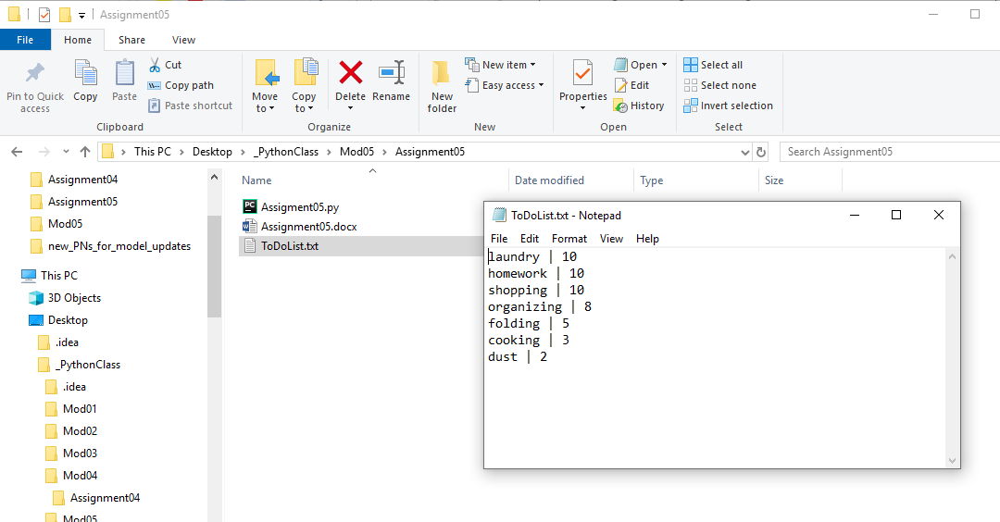 Assignment05
File Home Share View
Pin to Quick access
Copy
Paste
Cut
Copy path
Paste shortcut
Clipboard
Move to
Copy to
Delete
Rename
Organize
New folder
New item
Easy access
New
Properties
Open
Edit
History
Open
Select all
Select none
Invert selection
Select
This PC > Desktop > _PythonClass > Mod05 > Assignment05
Search Assignment05
Assignment04
Assignment05
Mod05
new_PNs_for_model_updates
This PC
3D Objects
Desktop
.idea
_PythonClass
.idea
Mod01
Mod02
Mod03
Mod04
Assignment04
Mod05
Name Date modified Type Size
PC Assigment05.py
W Assignment05.docx
ToDoList.txt
ToDoList.txt - Notepad
File Edit Format View Help
laundry | 10
homework | 10
shopping | 10
organizing | 8
folding | 5
cooking | 3
dust | 2